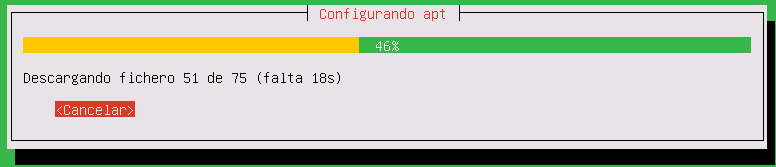 Configurando apt
46%
Descargando fichero 51 de 75 (falta 18s)
<Cancelar>